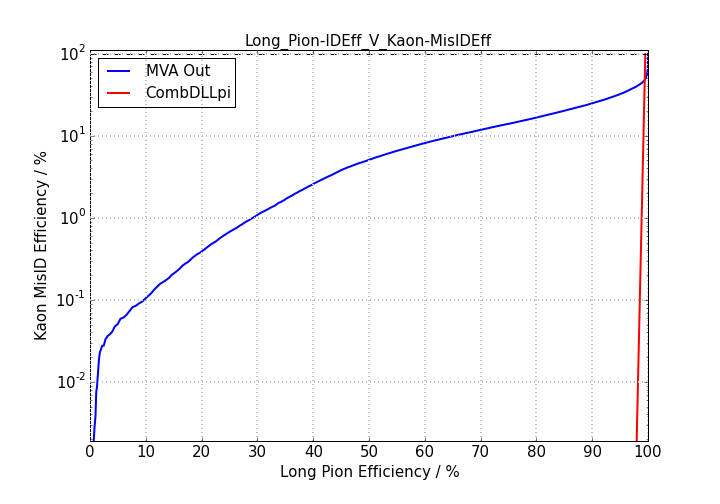 Long_Pion-IDEff_V_Kaon-MisIDEff
10^2
MVA Out
CombDLLpi
10^1
10^0
10^-1
10^-2
Kaon MisID Efficiency / %
0 10 20 30 40 50 60 70 80 90 100
Long Pion Efficiency / %